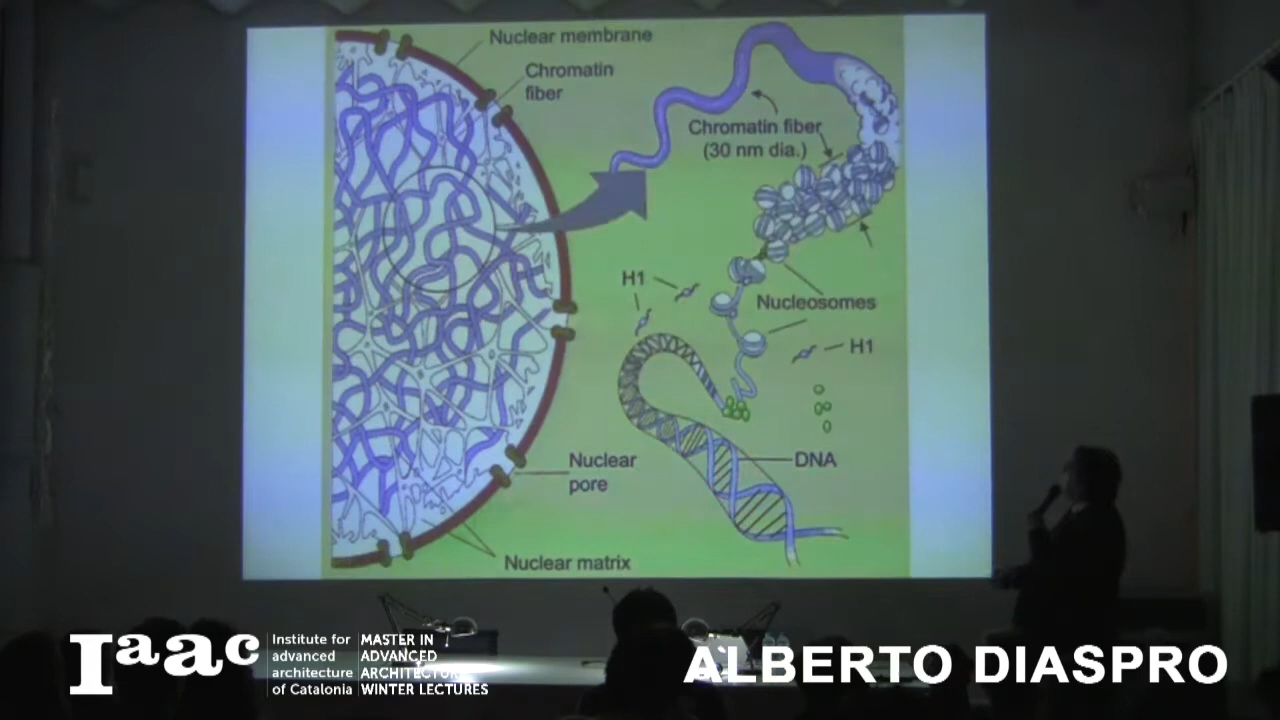 Nuclear membrane
Chromatin
fiber
Chromatin fiber
(30 nm dia.)
H1
Nucleosomes
H1
DNA
Nuclear
pore
Nuclear matrix
Iaac
Institute for
advanced
architecture
of Catalonia
MASTER IN
ADVANCED
ARCHITECTURE
WINTER LECTURES
ALBERTO DIASPRO